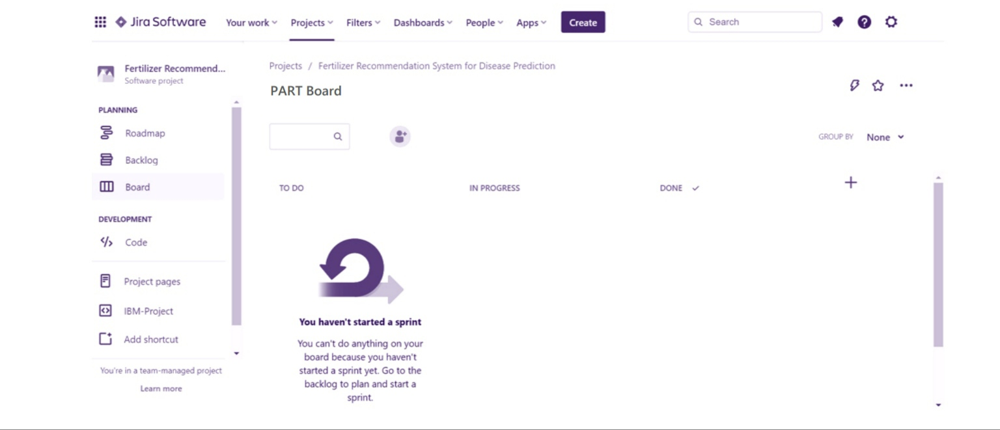 Jira Software Your work Projects Filters Dashboards People Apps Create Search
Fertilizer Recommend...
Software project
PLANNING
Roadmap
Backlog
Board
DEVELOPMENT
Code
Project pages
IBM-Project
Add shortcut
You're in a team-managed project
Learn more
Projects / Fertilizer Recommendation System for Disease Prediction
PART Board
GROUP BY None
TO DO IN PROGRESS DONE
You haven't started a sprint
You can't do anything on your
board because you haven't
started a sprint yet. Go to the
backlog to plan and start a
sprint.